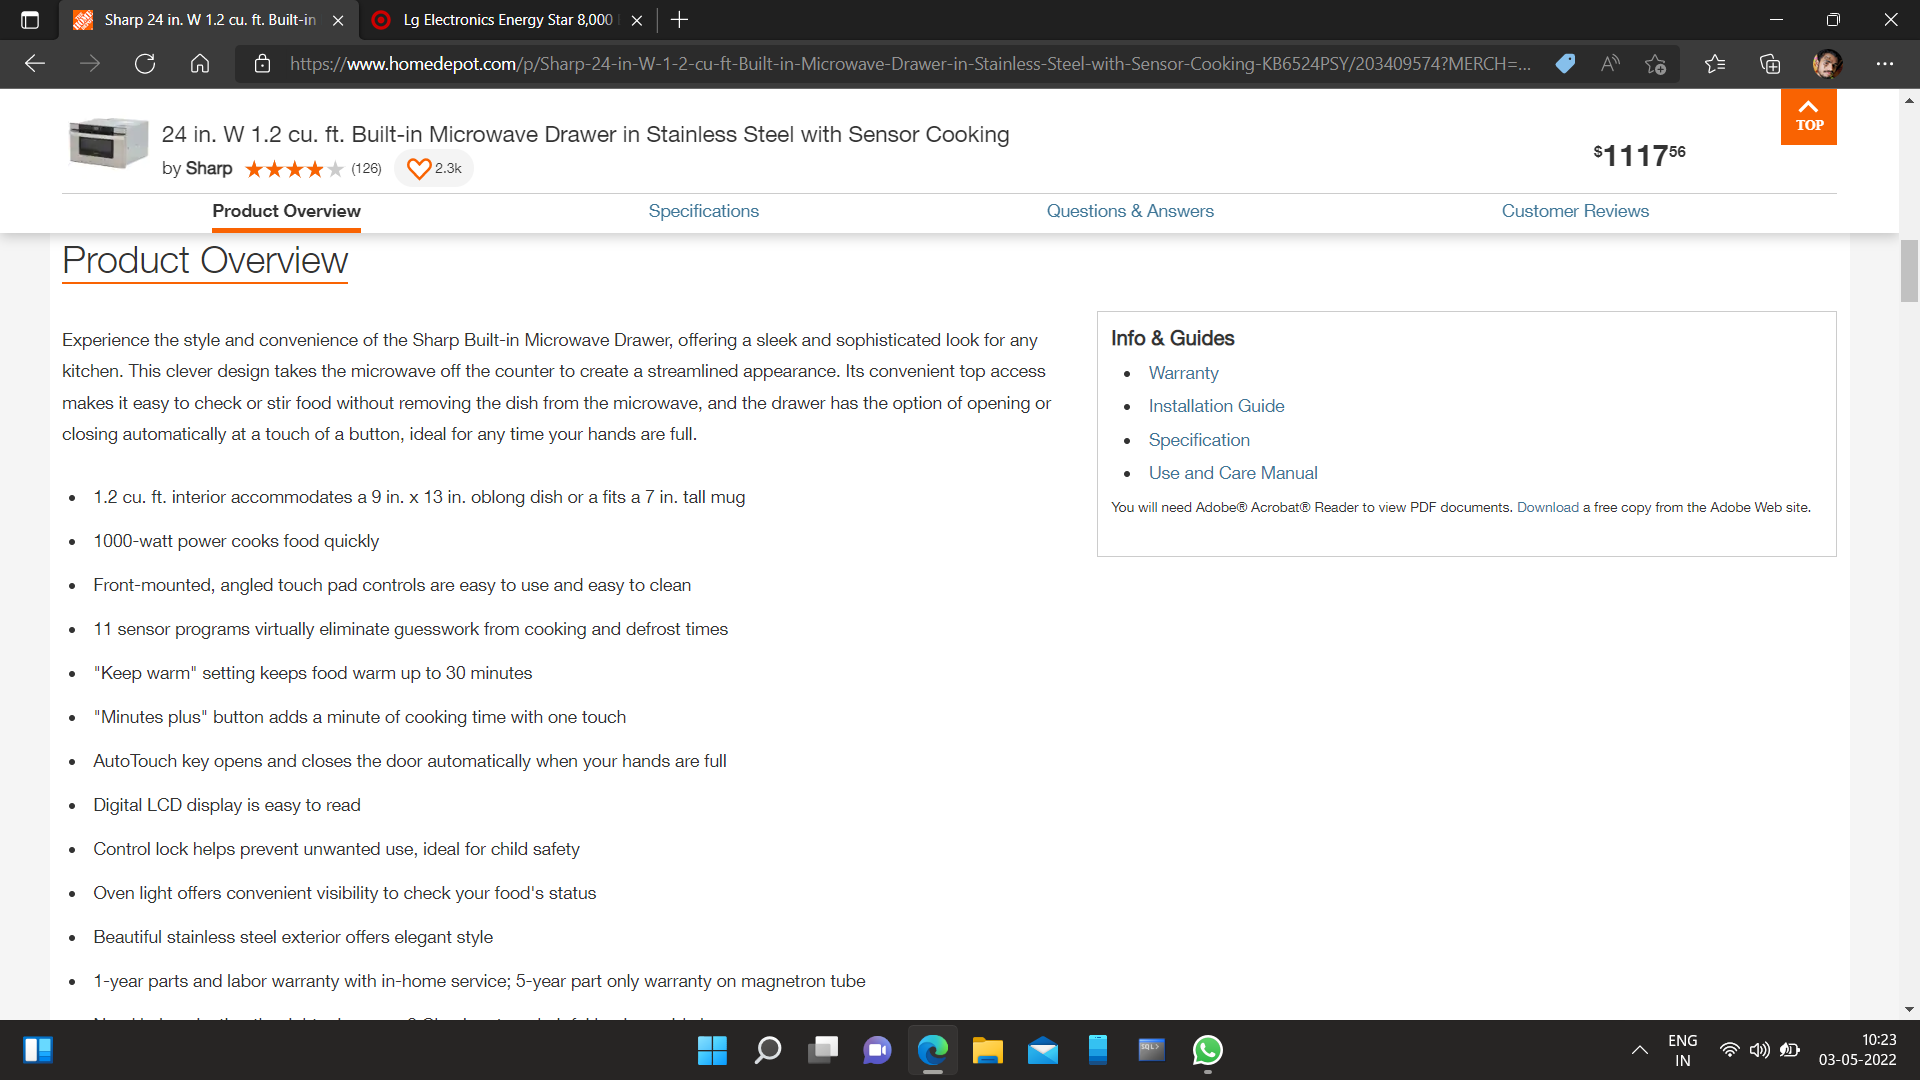 Sharp 24 in. W 1.2 cu. ft. Built-in
Lg Electronics Energy Star 8,000
https://www.homedepot.com/p/Sharp-24-in-W-1-2-cu-ft-Built-in-Microwave-Drawer-in-Stainless-Steel-with-Sensor-Cooking-KB6524PSY/203409574?MERCH=...
TOP
24 in. W 1.2 cu. ft. Built-in Microwave Drawer in Stainless Steel with Sensor Cooking
$111756
by Sharp (126) 2.3k
Product Overview Specifications Questions & Answers Customer Reviews
Product Overview
Experience the style and convenience of the Sharp Built-in Microwave Drawer, offering a sleek and sophisticated look for any
kitchen. This clever design takes the microwave off the counter to create a streamlined appearance. Its convenient top access
makes it easy to check or stir food without removing the dish from the microwave, and the drawer has the option of opening or
closing automatically at a touch of a button, ideal for any time your hands are full.
• 1.2 cu. ft. interior accommodates a 9 in. x 13 in. oblong dish or a fits a 7 in. tall mug
• 1000-watt power cooks food quickly
• Front-mounted, angled touch pad controls are easy to use and easy to clean
• 11 sensor programs virtually eliminate guesswork from cooking and defrost times
• "Keep warm" setting keeps food warm up to 30 minutes
• "Minutes plus" button adds a minute of cooking time with one touch
• AutoTouch key opens and closes the door automatically when your hands are full
• Digital LCD display is easy to read
• Control lock helps prevent unwanted use, ideal for child safety
• Oven light offers convenient visibility to check your food's status
• Beautiful stainless steel exterior offers elegant style
• 1-year parts and labor warranty with in-home service; 5-year part only warranty on magnetron tube
Info & Guides
• Warranty
• Installation Guide
• Specification
• Use and Care Manual
You will need Adobe® Acrobat® Reader to view PDF documents. Download a free copy from the Adobe Web site.
SQL>
ENG
IN
10:23
03-05-2022